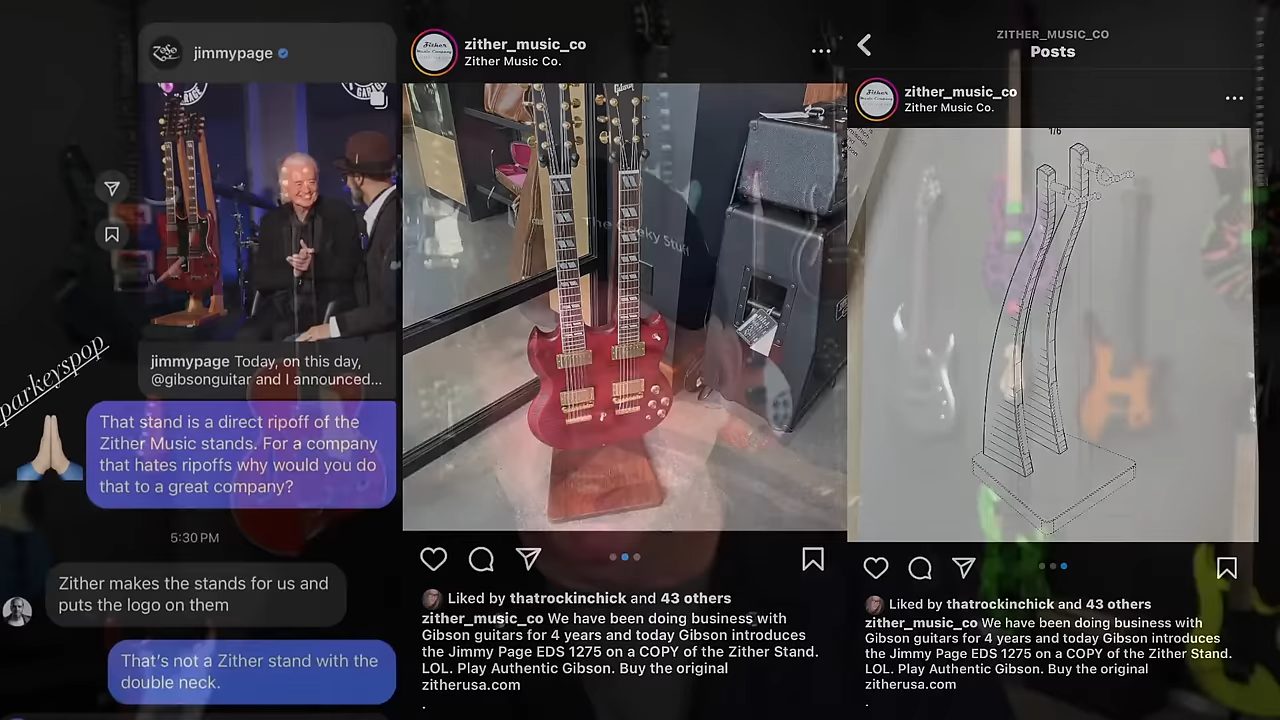 jimmypage
jimmypage Today, on this day,
@gibsonguitar and I announced...
parkeyspop
That stand is a direct ripoff of the
Zither Music stands. For a company
that hates ripoffs why would you do
that to a great company?
5:30 PM
Zither makes the stands for us and
puts the logo on them
That's not a Zither stand with the
double neck.
zither_music_co
Zither Music Co.
Liked by thatrockinchick and 43 others
zither_music_co We have been doing business with
Gibson guitars for 4 years and today Gibson introduces
the Jimmy Page EDS 1275 on a COPY of the Zither Stand.
LOL. Play Authentic Gibson. Buy the original
zitherusa.com
.
ZITHER_MUSIC_CO
Posts
zither_music_co
Zither Music Co.
1/6
Liked by thatrockinchick and 43 others
zither_music_co We have been doing business with
Gibson guitars for 4 years and today Gibson introduces
the Jimmy Page EDS 1275 on a COPY of the Zither Stand.
LOL. Play Authentic Gibson. Buy the original
zitherusa.com
.